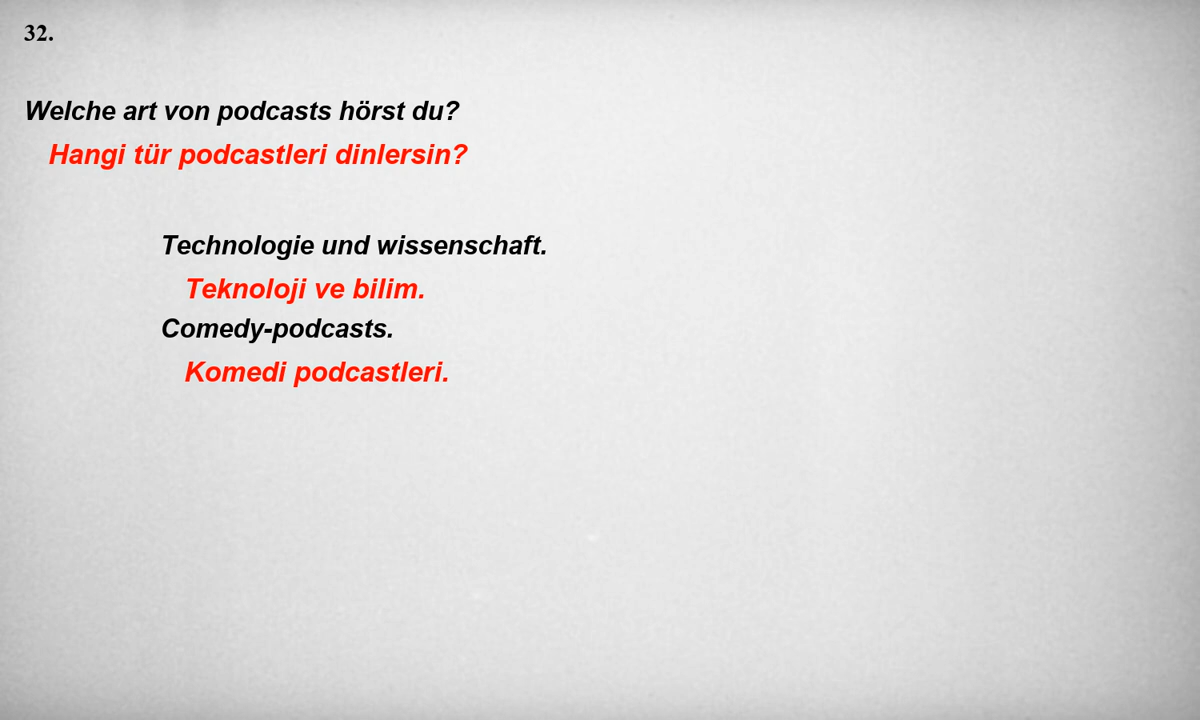 32.
Welche art von podcasts hörst du?
Hangi tür podcastleri dinlersin?
Technologie und wissenschaft.
Teknoloji ve bilim.
Comedy-podcasts.
Komedi podcastleri.